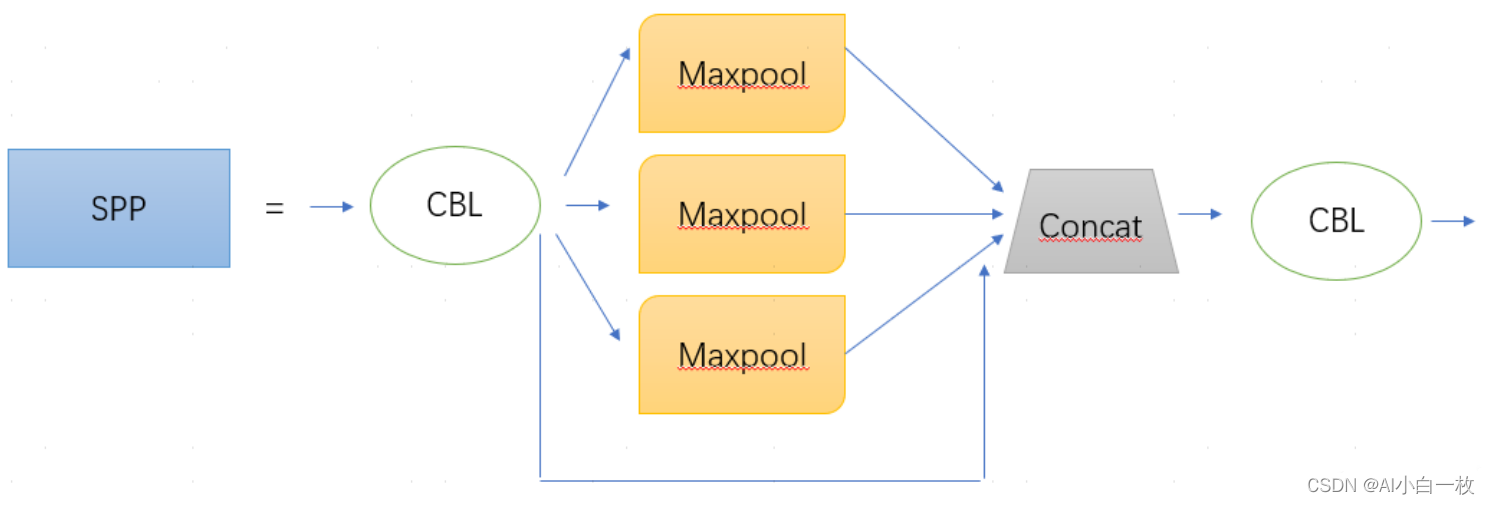 SPP
=
CBL
Maxpool
Maxpool
Maxpool
Concat
CBL
CSDN @AI小白一枚